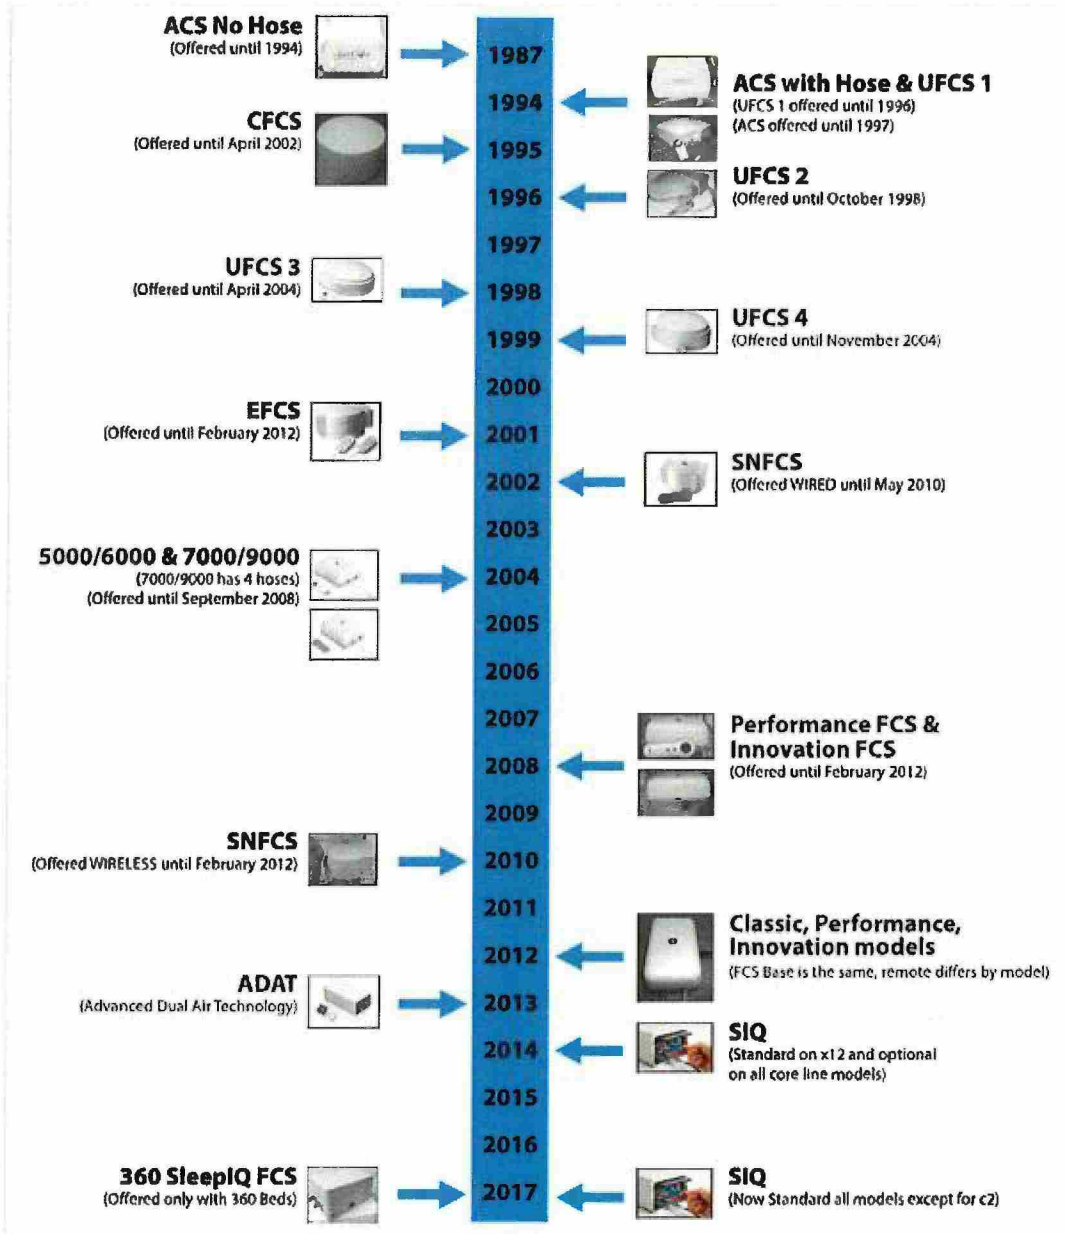 ACS No Hose
(Offered until 1994)
1987
1994
ACS with Hose & UFCS 1
(UFCS 1 offered until 1996)
(ACS offered until 1997)
CFCS
(Offered until April 2002)
1995
1996
UFCS 2
(Offered until October 1998)
1997
UFCS 3
(Offered until April 2004)
1998
1999
UFCS 4
(Offered until November 2004)
2000
EFCS
(Offered until February 2012)
2001
2002
SNFCS
(Offered WIRED until May 2010)
2003
5000/6000 & 7000/9000
(7000/9000 has 4 hoses)
(Offered until September 2008)
2004
2005
2006
2007
2008
Performance FCS &
Innovation FCS
(Offered until February 2012)
2009
SNFCS
(Offered WIRELESS until February 2012)
2010
2011
2012
Classic, Performance,
Innovation models
(FCS Base is the same, remote differs by model)
ADAT
(Advanced Dual Air Technology)
2013
2014
SIQ
(Standard on x12 and optional
on all core line models)
2015
2016
360 SleepIQ FCS
(Offered only with 360 Beds)
2017
SIQ
(Now Standard all models except for c2)